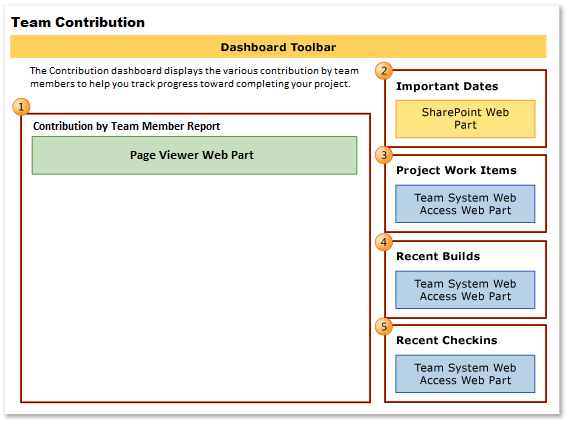 Team Contribution
Dashboard Toolbar
The Contribution dashboard displays the various contribution by team
members to help you track progress toward completing your project.
1
Contribution by Team Member Report
Page Viewer Web Part
2
Important Dates
SharePoint Web
Part
3
Project Work Items
Team System Web
Access Web Part
4
Recent Builds
Team System Web
Access Web Part
5
Recent Checkins
Team System Web
Access Web Part